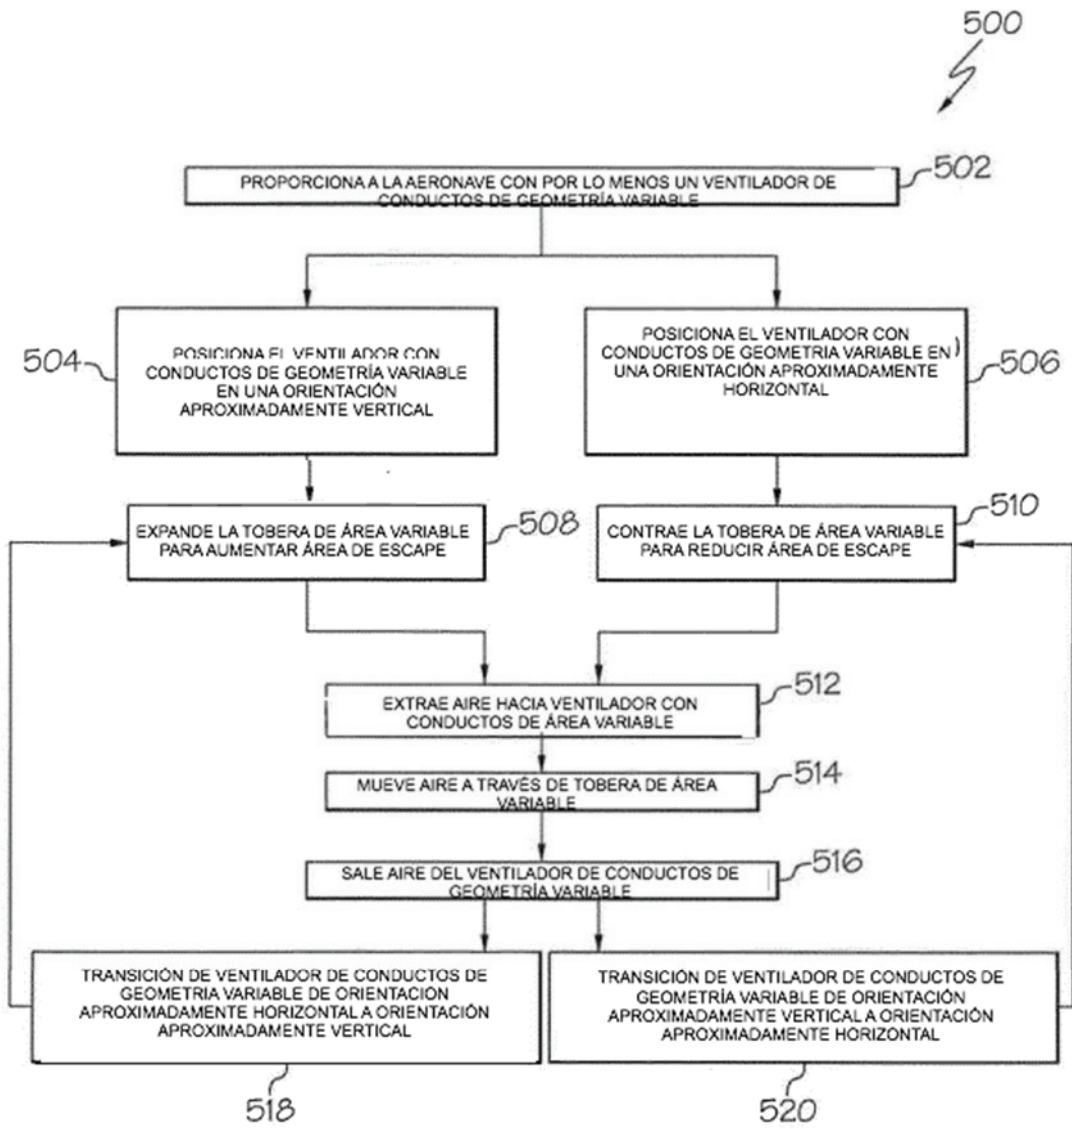 500
PROPORCIONA A LA AERONAVE CON POR LO MENOS UN VENTILADOR DE
CONDUCTOS DE GEOMETRÍA VARIABLE
502
POSICIONA EL VENTILADOR CON
CONDUCTOS DE GEOMETRÍA VARIABLE
EN UNA ORIENTACIÓN
APROXIMADAMENTE VERTICAL
504
POSICIONA EL VENTILADOR CON
CONDUCTOS DE GEOMETRIA VARIABLE EN
UNA ORIENTACIÓN APROXIMADAMENTE
HORIZONTAL
506
EXPANDE LA TOBERA DE ÁREA VARIABLE
PARA AUMENTAR ÁREA DE ESCAPE
508
CONTRAE LA TOBERA DE ÁREA VARIABLE
PARA REDUCIR ÁREA DE ESCAPE
510
EXTRAE AIRE HACIA VENTILADOR CON
CONDUCTOS DE ÁREA VARIABLE
512
MUEVE AIRE A TRAVÉS DE TOBERA DE ÁREA
VARIABLE
514
SALE AIRE DEL VENTILADOR DE CONDUCTOS DE
GEOMETRÍA VARIABLE
516
TRANSICIÓN DE VENTILADOR DE CONDUCTOS DE
GEOMETRIA VARIABLE DE ORIENTACIÓN
APROXIMADAMENTE HORIZONTAL A ORIENTACIÓN
APROXIMADAMENTE VERTICAL
518
TRANSICIÓN DE VENTILADOR DE CONDUCTOS DE
GEOMETRÍA VARIABLE DE ORIENTACIÓN
APROXIMADAMENTE VERTICAL A ORIENTACIÓN
APROXIMADAMENTE HORIZONTAL
520